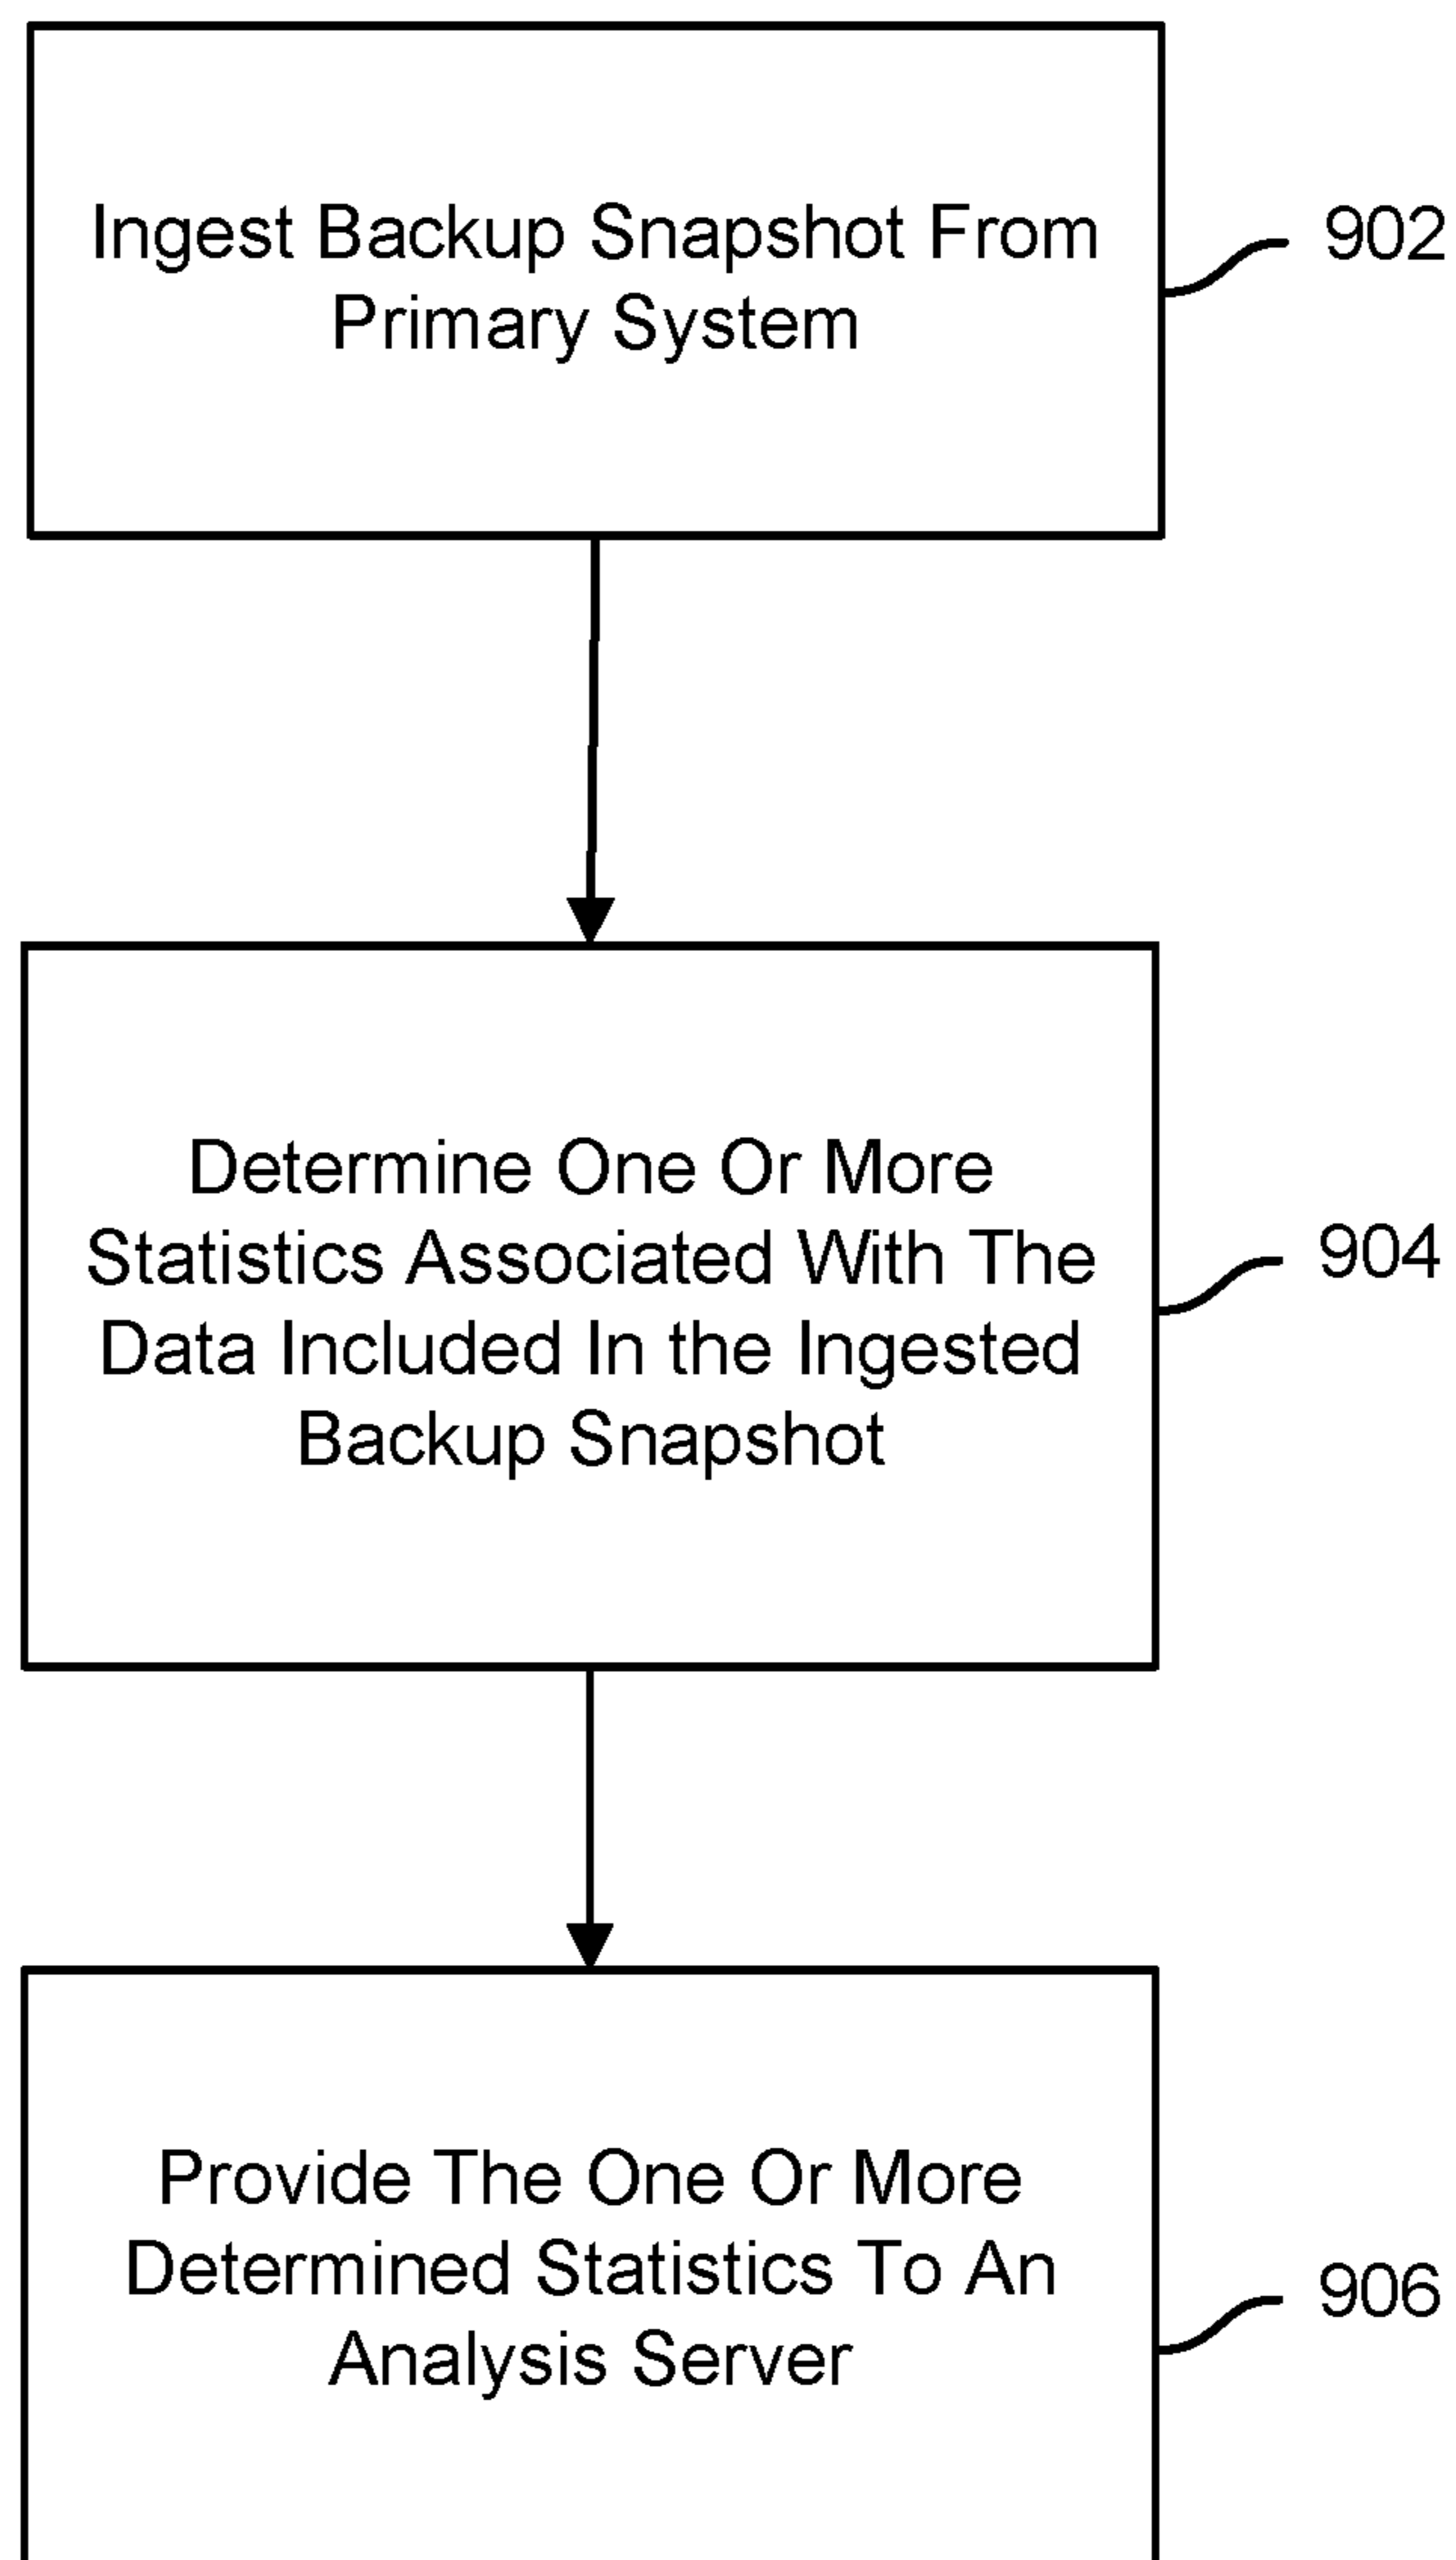 Ingest Backup Snapshot From
Primary System
902
Determine One Or More
Statistics Associated With The
Data Included In the Ingested
Backup Snapshot
904
Provide The One Or More
Determined Statistics To An
Analysis Server
906